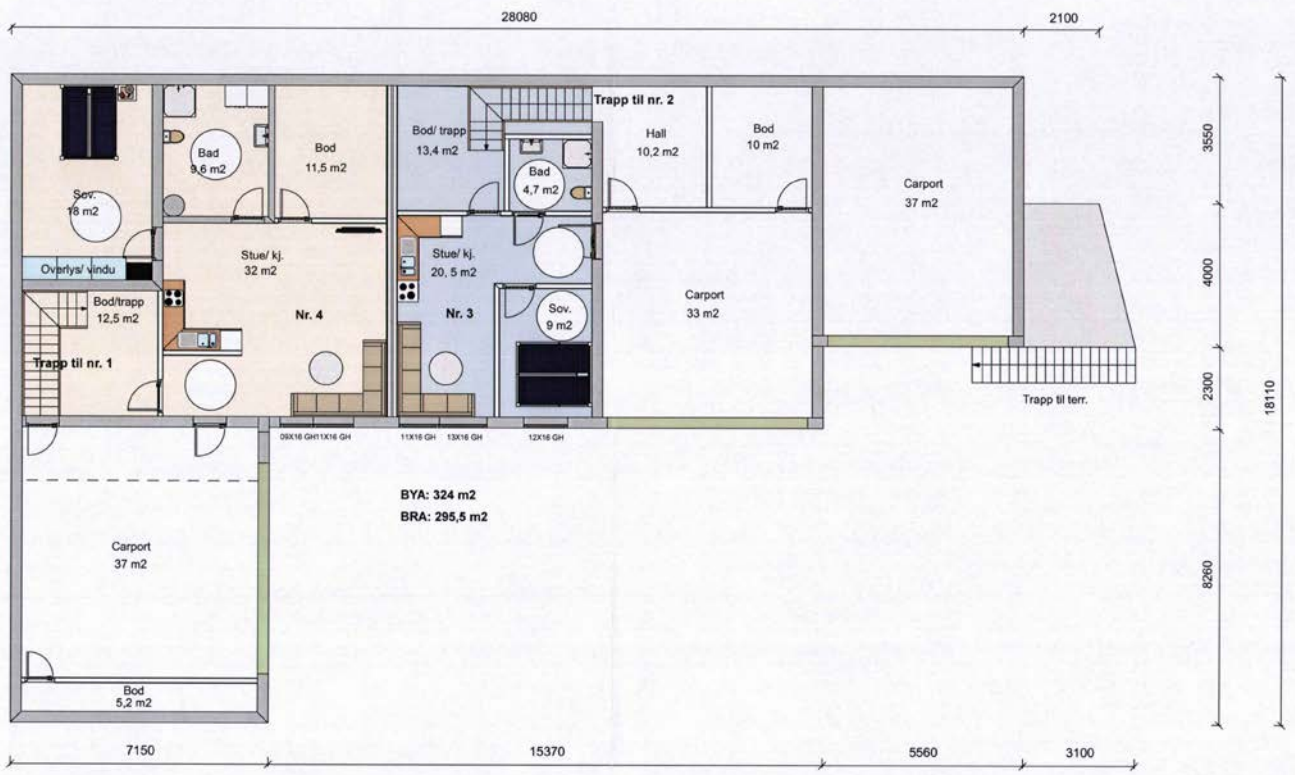 28080
2100
Trapp til nr. 2
Bad
9,6 m2
Bod
11,5 m2
Bod/ trapp
13,4 m2
Hall
10,2 m2
Bod
10 m2
Bad
4,7 m2
Carport
37 m2
3550
Sov.
18 m2
Overlys/ vindu
Stue/ kj.
32 m2
Stue/ kj.
20, 5 m2
4000
Bod/trapp
12,5 m2
Nr. 4
Nr. 3
Sov.
9 m2
Carport
33 m2
Trapp til nr. 1
2300
18110
Trapp til terr.
09X16 GH
11X16 GH
11X16 GH
13X16 GH
12X16 GH
BYA: 324 m2
BRA: 295,5 m2
Carport
37 m2
8260
Bod
5,2 m2
7150
15370
5560
3100